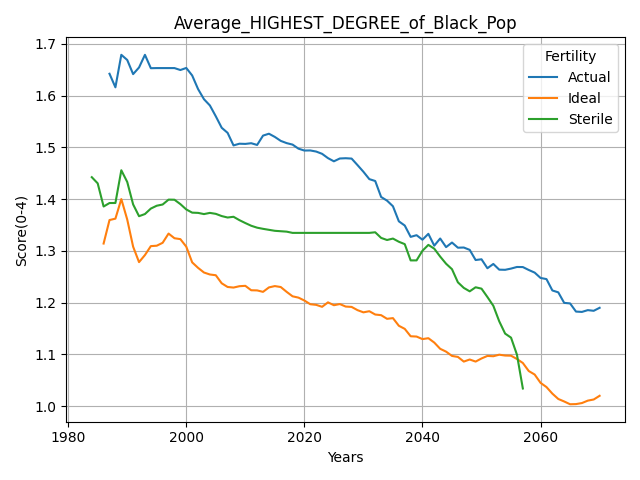 Average_HIGHEST_DEGREE_of_Black_Pop
Score(0-4)
1.7
1.6
1.5
1.4
1.3
1.2
1.1
1.0
Fertility
Actual
Ideal
Sterile
1980
2000
2020
2040
2060
Years